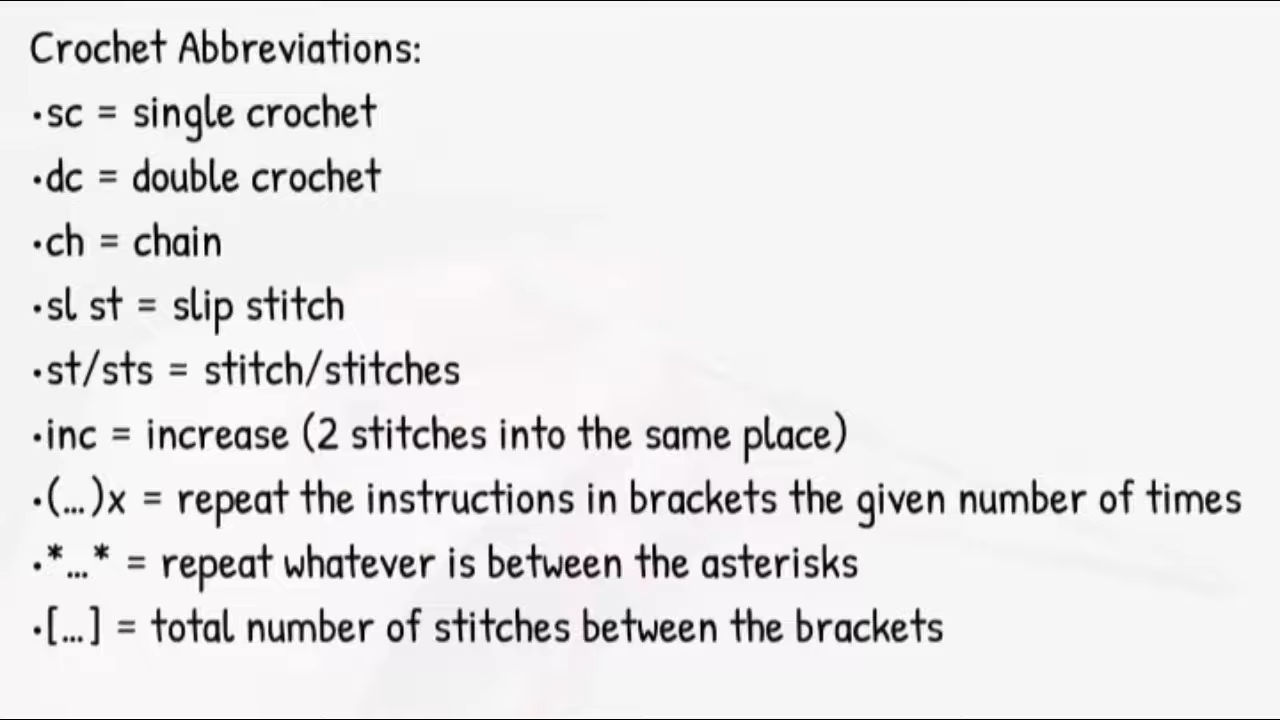 Crochet Abbreviations:
•sc = single crochet
•dc = double crochet
•ch = chain
•sl st = slip stitch
•st/sts = stitch/stitches
•inc = increase (2 stitches into the same place)
•(...)x = repeat the instructions in brackets the given number of times
•*...* = repeat whatever is between the asterisks
•[...] = total number of stitches between the brackets